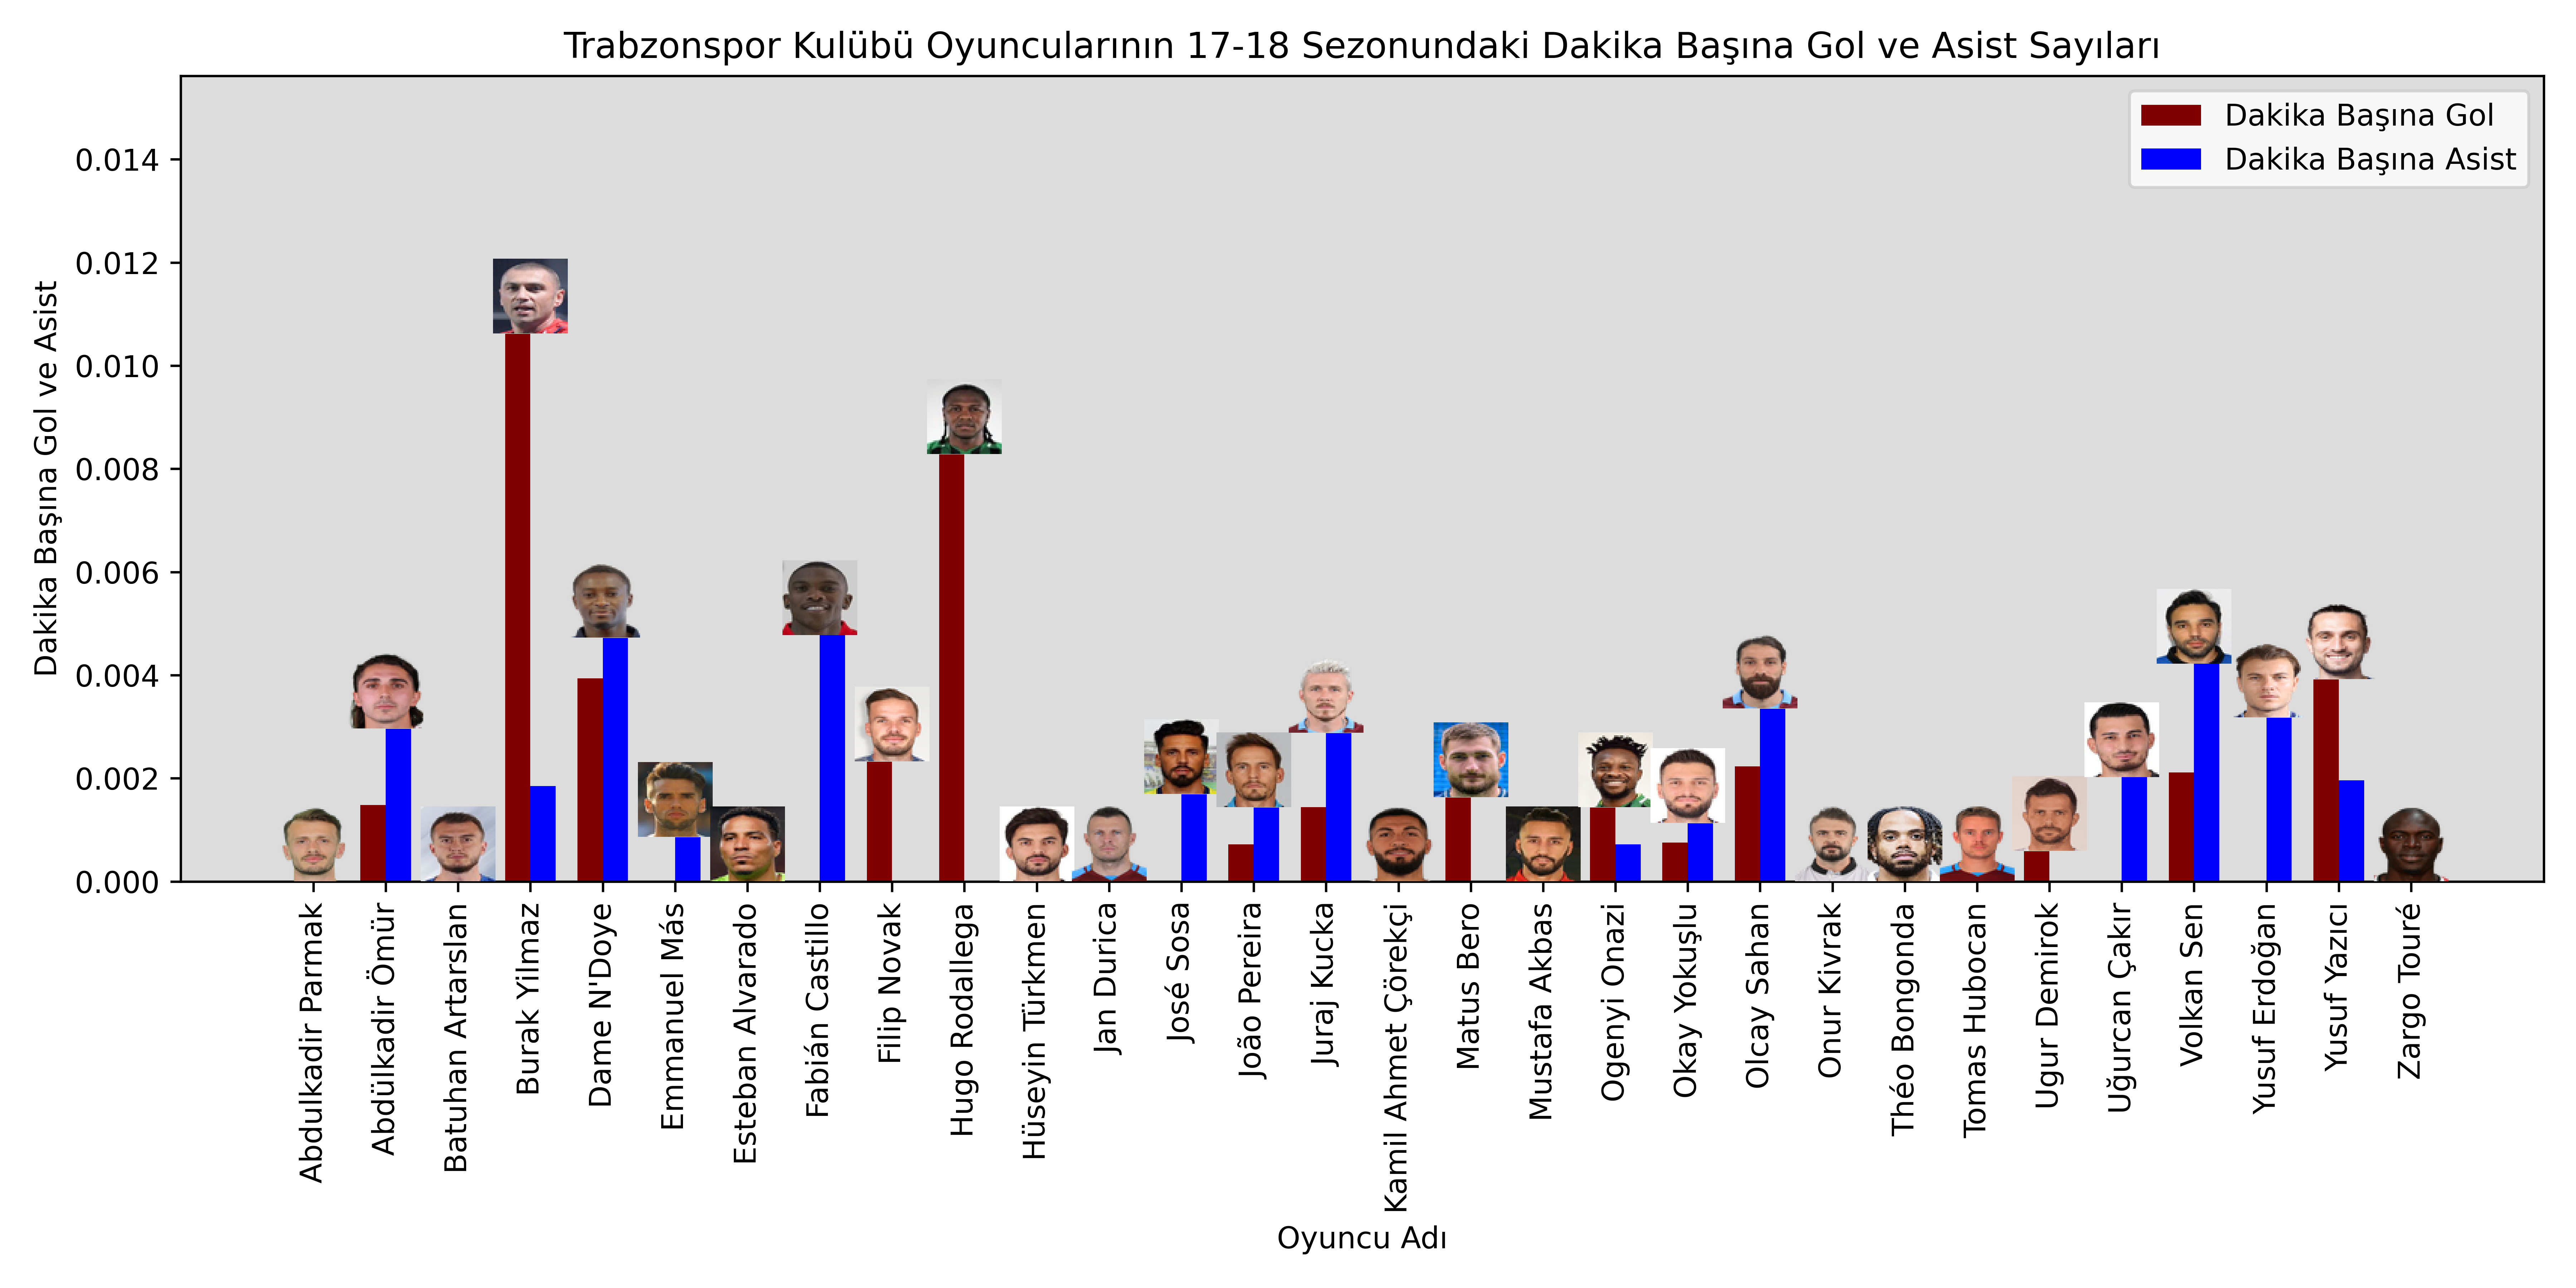 Trabzonspor Kulübü Oyuncularının 17-18 Sezonundaki Dakika Başına Gol ve Asist Sayıları
Dakika Başına Gol
Dakika Başına Asist
Dakika Başına Gol ve Asist
0.014
0.012
0.010
0.008
0.006
0.004
0.002
0.000
Abdulkadir Parmak
Abdülkadir Ömür
Batuhan Artarslan
Burak Yilmaz
Dame N'Doye
Emmanuel Más
Esteban Alvarado
Fabián Castillo
Filip Novak
Hugo Rodallega
Hüseyin Türkmen
Jan Durica
José Sosa
João Pereira
Juraj Kucka
Kamil Ahmet Çörekçi
Matus Bero
Mustafa Akbas
Ogenyi Onazi
Okay Yokuşlu
Olcay Sahan
Onur Kivrak
Théo Bongonda
Tomas Hubocan
Ugur Demirok
Uğurcan Çakır
Volkan Sen
Yusuf Erdoğan
Yusuf Yazıcı
Zargo Touré
Oyuncu Adı